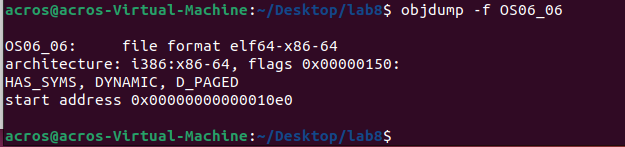 acros@acros-Virtual-Machine:~/Desktop/lab8$ objdump -f OS06_06
OS06_06:     file format elf64-x86-64
architecture: i386:x86-64, flags 0x00000150:
HAS_SYMS, DYNAMIC, D_PAGED
start address 0x00000000000010e0
acros@acros-Virtual-Machine:~/Desktop/lab8$